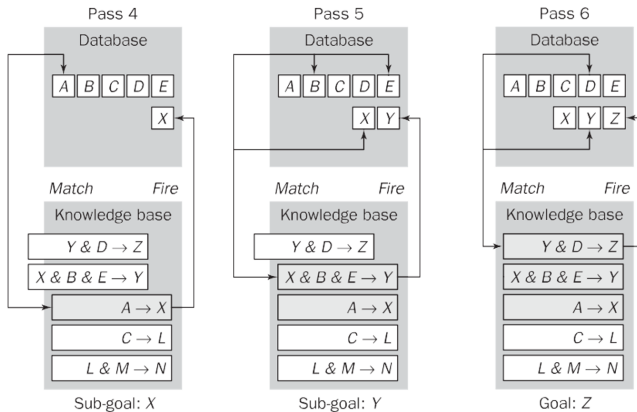 Pass 4
Database
A B C D E
X
Match Fire
Knowledge base
Y & D → Z
X & B & E → Y
A → X
C → L
L & M → N
Sub-goal: X
Pass 5
Database
A B C D E
X Y
Match Fire
Knowledge base
Y & D → Z
X & B & E → Y
A → X
C → L
L & M → N
Sub-goal: Y
Pass 6
Database
A B C D E
X Y Z
Match Fire
Knowledge base
Y & D → Z
X & B & E → Y
A → X
C → L
L & M → N
Goal: Z